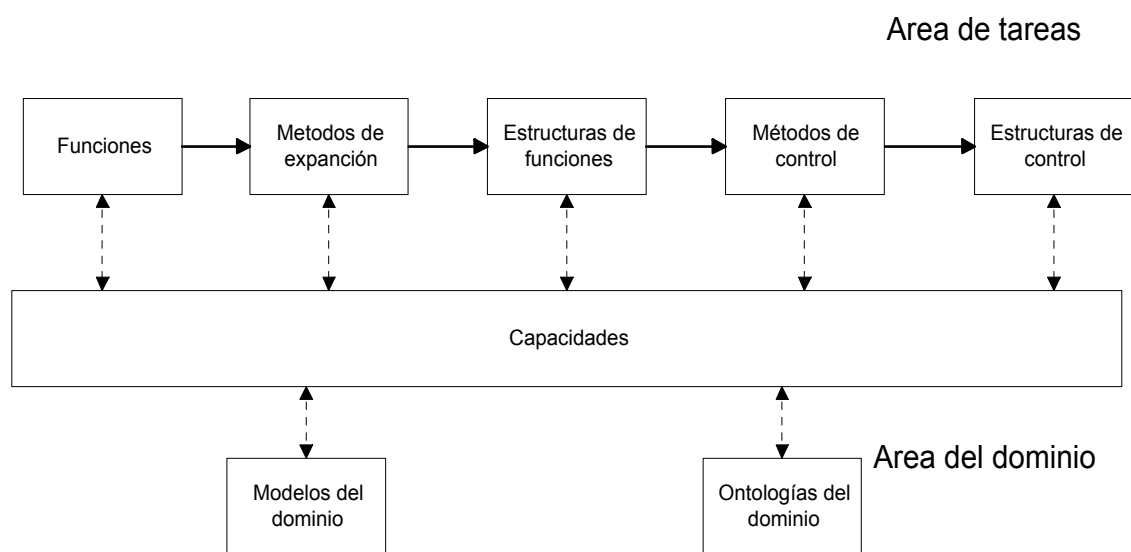 Area de tareas
Funciones
Metodos de
expanción
Estructuras de
funciones
Métodos de
control
Estructuras de
control
Capacidades
Area del dominio
Modelos del
dominio
Ontologías del
dominio